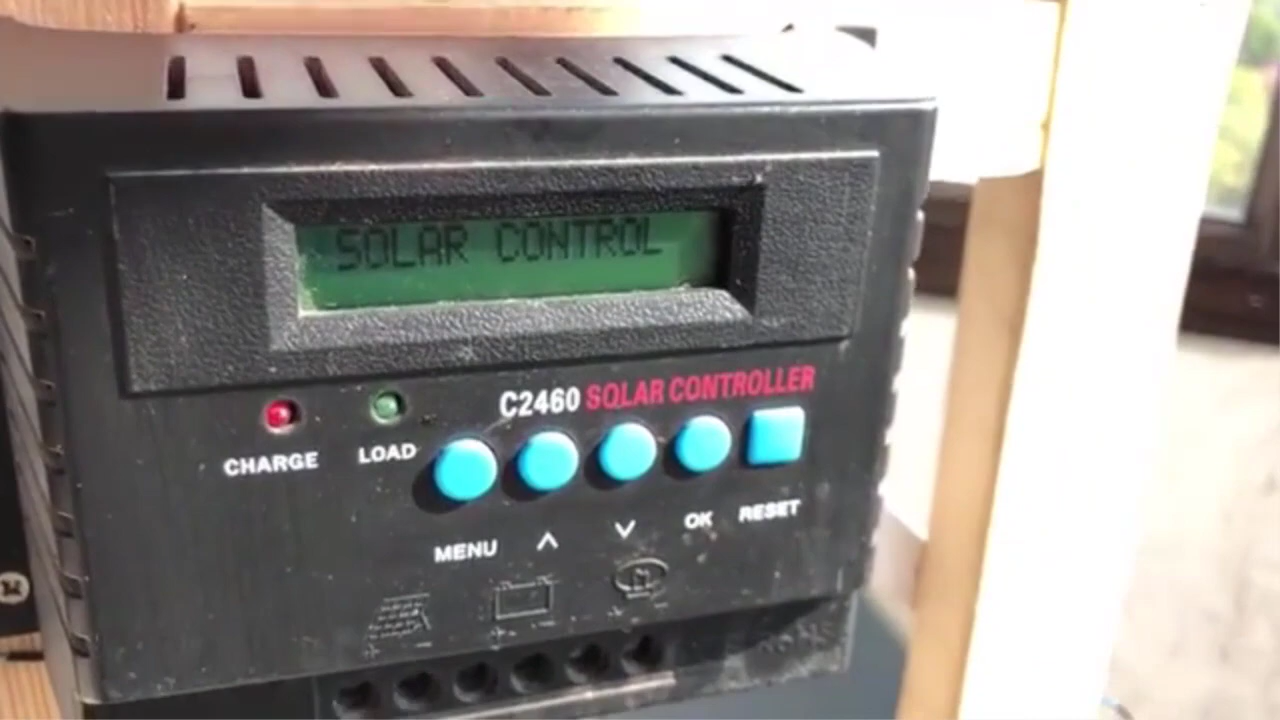 SOLAR CONTROL
C2460 SOLAR CONTROLLER
CHARGE LOAD
MENU ∧ ∨ OK RESET